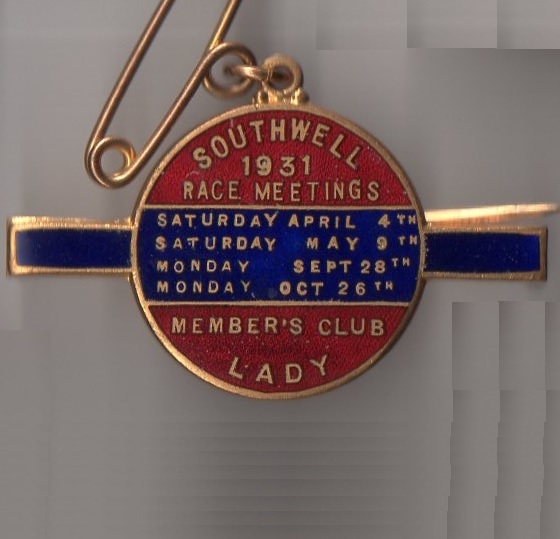 SOUTHWELL
1931
RACE MEETINGS
SATURDAY APRIL 4TH
SATURDAY MAY 9TH
MONDAY SEPT 28TH
MONDAY OCT 26TH
MEMBER'S CLUB
LADY